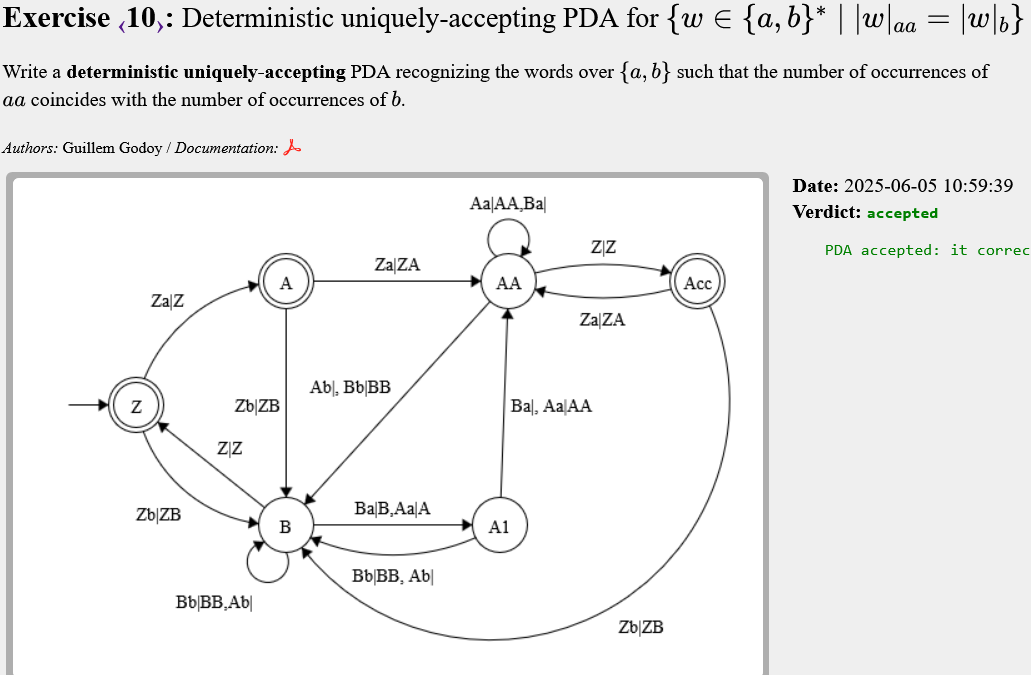 Exercise ‹10›: Deterministic uniquely-accepting PDA for {w ∈ {a, b}* | |w|aa = |w|b}
Write a deterministic uniquely-accepting PDA recognizing the words over {a, b} such that the number of occurrences of
aa coincides with the number of occurrences of b.
Authors: Guillem Godoy / Documentation:
Date: 2025-06-05 10:59:39
Verdict: accepted
PDA accepted: it correc
Aa|AA,Ba|
Z|Z
Za|ZA
A
AA
Acc
Za|Z
Za|ZA
Ab|, Bb|BB
Z
Zb|ZB
Ba|, Aa|AA
Z|Z
Zb|ZB
B
Ba|B,Aa|A
A1
Bb|BB, Ab|
Bb|BB,Ab|
Zb|ZB